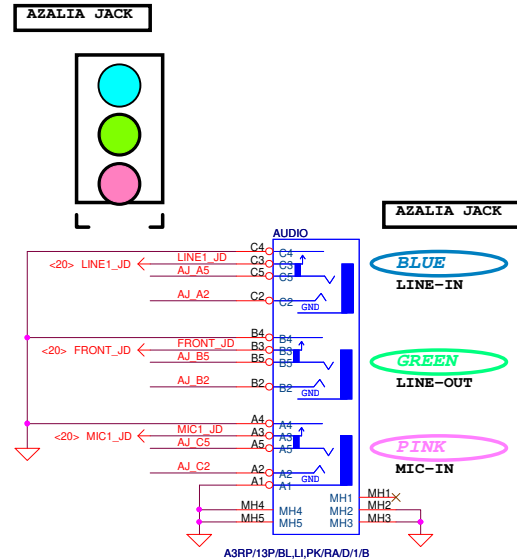 AZALIA JACK
AZALIA JACK
AUDIO
C4 C4
<20> LINE1_JD LINE1_JD C3 C3
AJ_A5 C5 C5
BLUE
LINE-IN
AJ_A2 C2 C2
GND
B4 B4
<20> FRONT_JD FRONT_JD B3 B3
AJ_B5 B5 B5
GREEN
LINE-OUT
AJ_B2 B2 B2
GND
A4 A4
<20> MIC1_JD MIC1_JD A3 A3
AJ_C5 A5 A5
PINK
MIC-IN
AJ_C2 A2 A2
GND
A1 A1
MH1 MH1
MH4 MH4 MH2 MH2
MH5 MH5 MH3 MH3
A3RP/13P/BL,LI,PK/RA/D/1/B